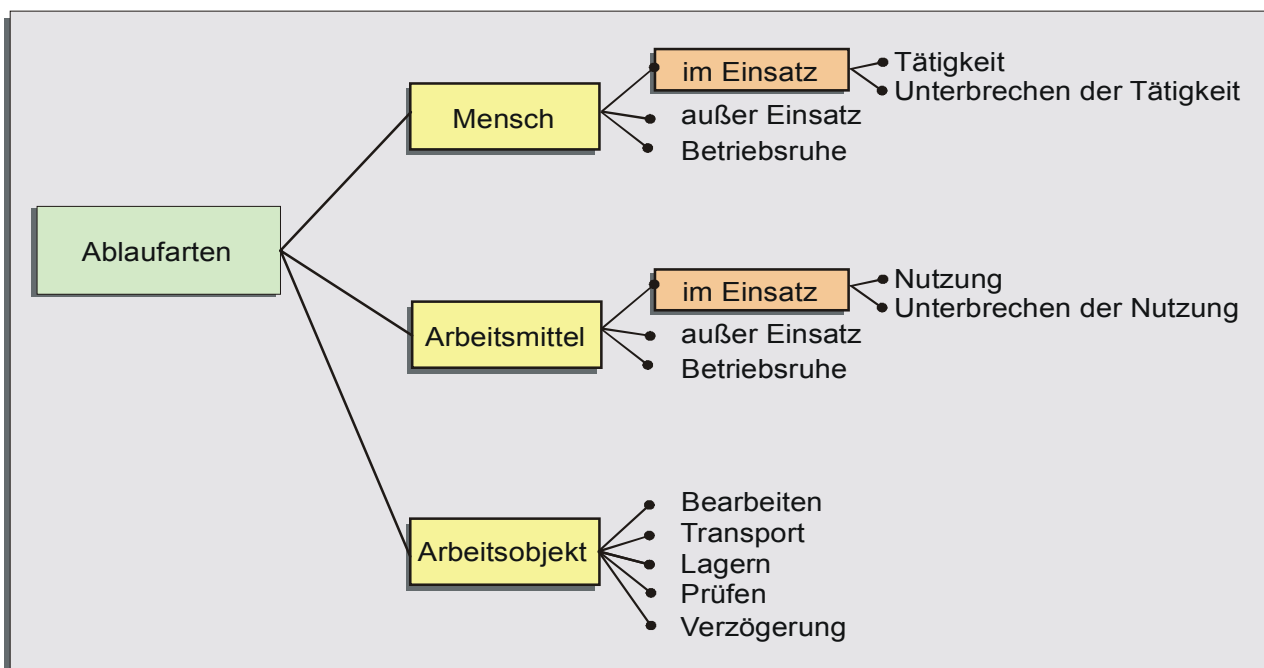 Ablaufarten
Mensch
im Einsatz
Tätigkeit
Unterbrechen der Tätigkeit
außer Einsatz
Betriebsruhe
Arbeitsmittel
im Einsatz
Nutzung
Unterbrechen der Nutzung
außer Einsatz
Betriebsruhe
Arbeitsobjekt
Bearbeiten
Transport
Lagern
Prüfen
Verzögerung